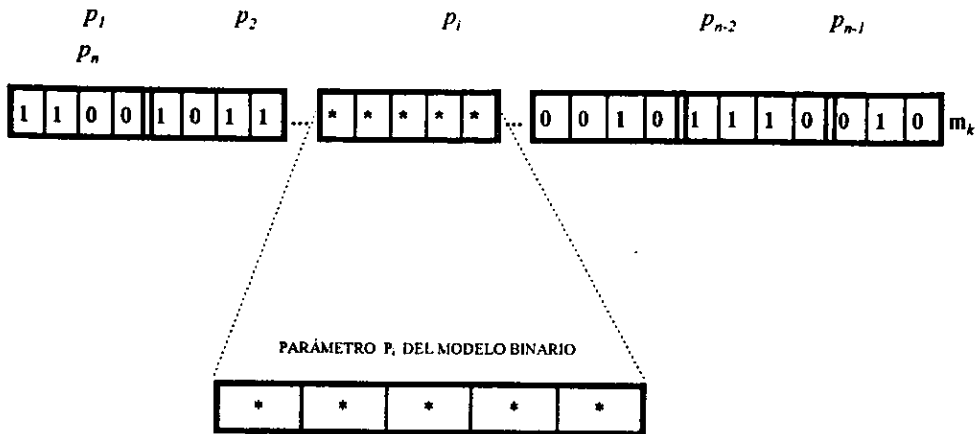 p₁ p₂ pᵢ pₙ₋₂ pₙ₋₁
pₙ
1 1 0 0 1 0 1 1 ... * * * * * ... 0 0 1 0 1 1 1 0 0 1 0 mₖ
PARÁMETRO Pᵢ DEL MODELO BINARIO
* * * * *